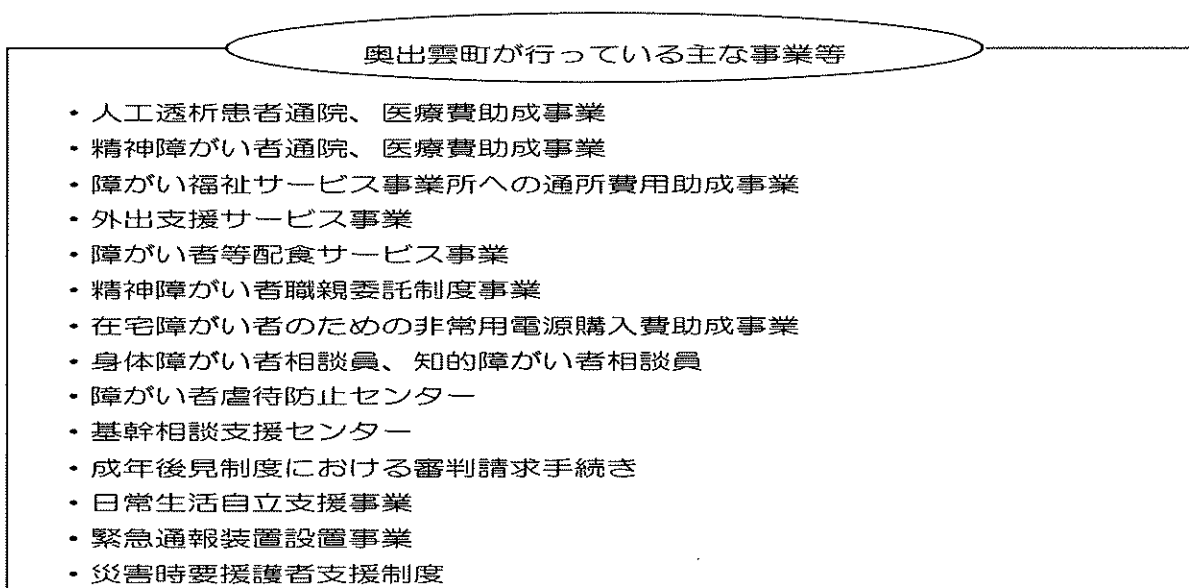 奥出雲町が行っている主な事業等
・人工透析患者通院、医療費助成事業
・精神障がい者通院、医療費助成事業
・障がい福祉サービス事業所への通所費用助成事業
・外出支援サービス事業
・障がい者等配食サービス事業
・精神障がい者職親委託制度事業
・在宅障がい者のための非常用電源購入費助成事業
・身体障がい者相談員、知的障がい者相談員
・障がい者虐待防止センター
・基幹相談支援センター
・成年後見制度における審判請求手続き
・日常生活自立支援事業
・緊急通報装置設置事業
・災害時要援護者支援制度